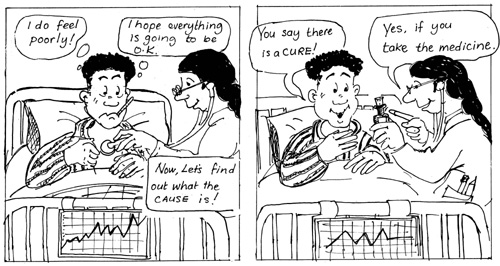 I do feel
poorly!
I hope everything
is going to be
O.K.
Now, Let's find
out what the
CAUSE is!
You say there
is a CURE!
Yes, if you
take the medicine.